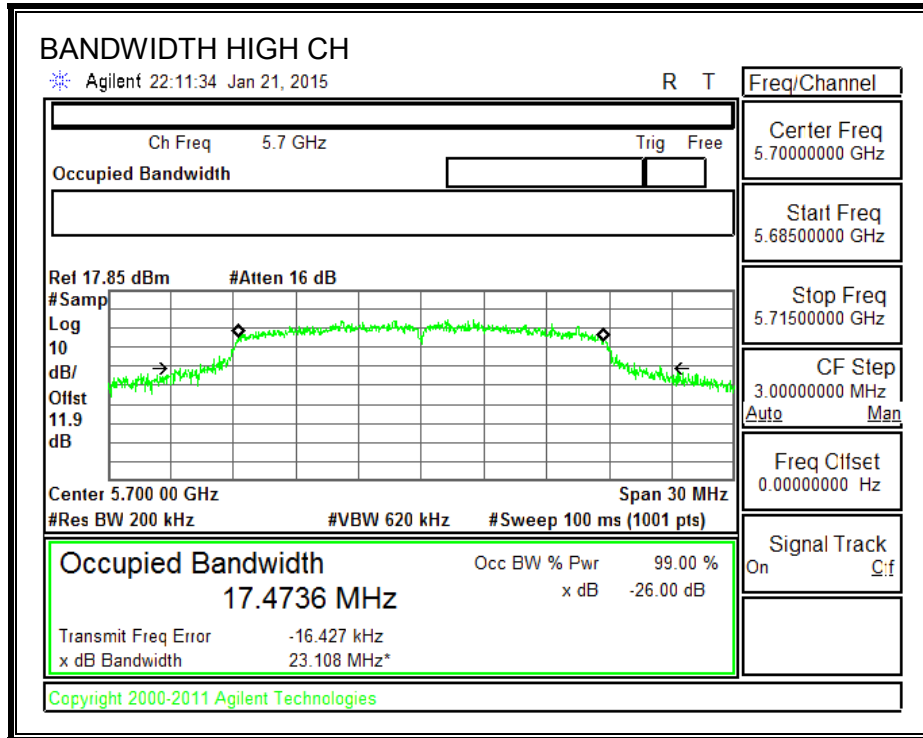 BANDWIDTH HIGH CH
Agilent 22:11:34 Jan 21, 2015 R T
Freq/Channel
Ch Freq 5.7 GHz Trig Free
Occupied Bandwidth
Center Freq
5.70000000 GHz
Start Freq
5.68500000 GHz
Stop Freq
5.71500000 GHz
CF Step
3.00000000 MHz
Auto Man
Freq Offset
0.00000000 Hz
Signal Track
On Off
Ref 17.85 dBm #Atten 16 dB
#Samp
Log
10
dB/
Offst
11.9
dB
Center 5.700 00 GHz Span 30 MHz
#Res BW 200 kHz #VBW 620 kHz #Sweep 100 ms (1001 pts)
Occupied Bandwidth
17.4736 MHz
Occ BW % Pwr 99.00 %
x dB -26.00 dB
Transmit Freq Error -16.427 kHz
x dB Bandwidth 23.108 MHz*
Copyright 2000-2011 Agilent Technologies